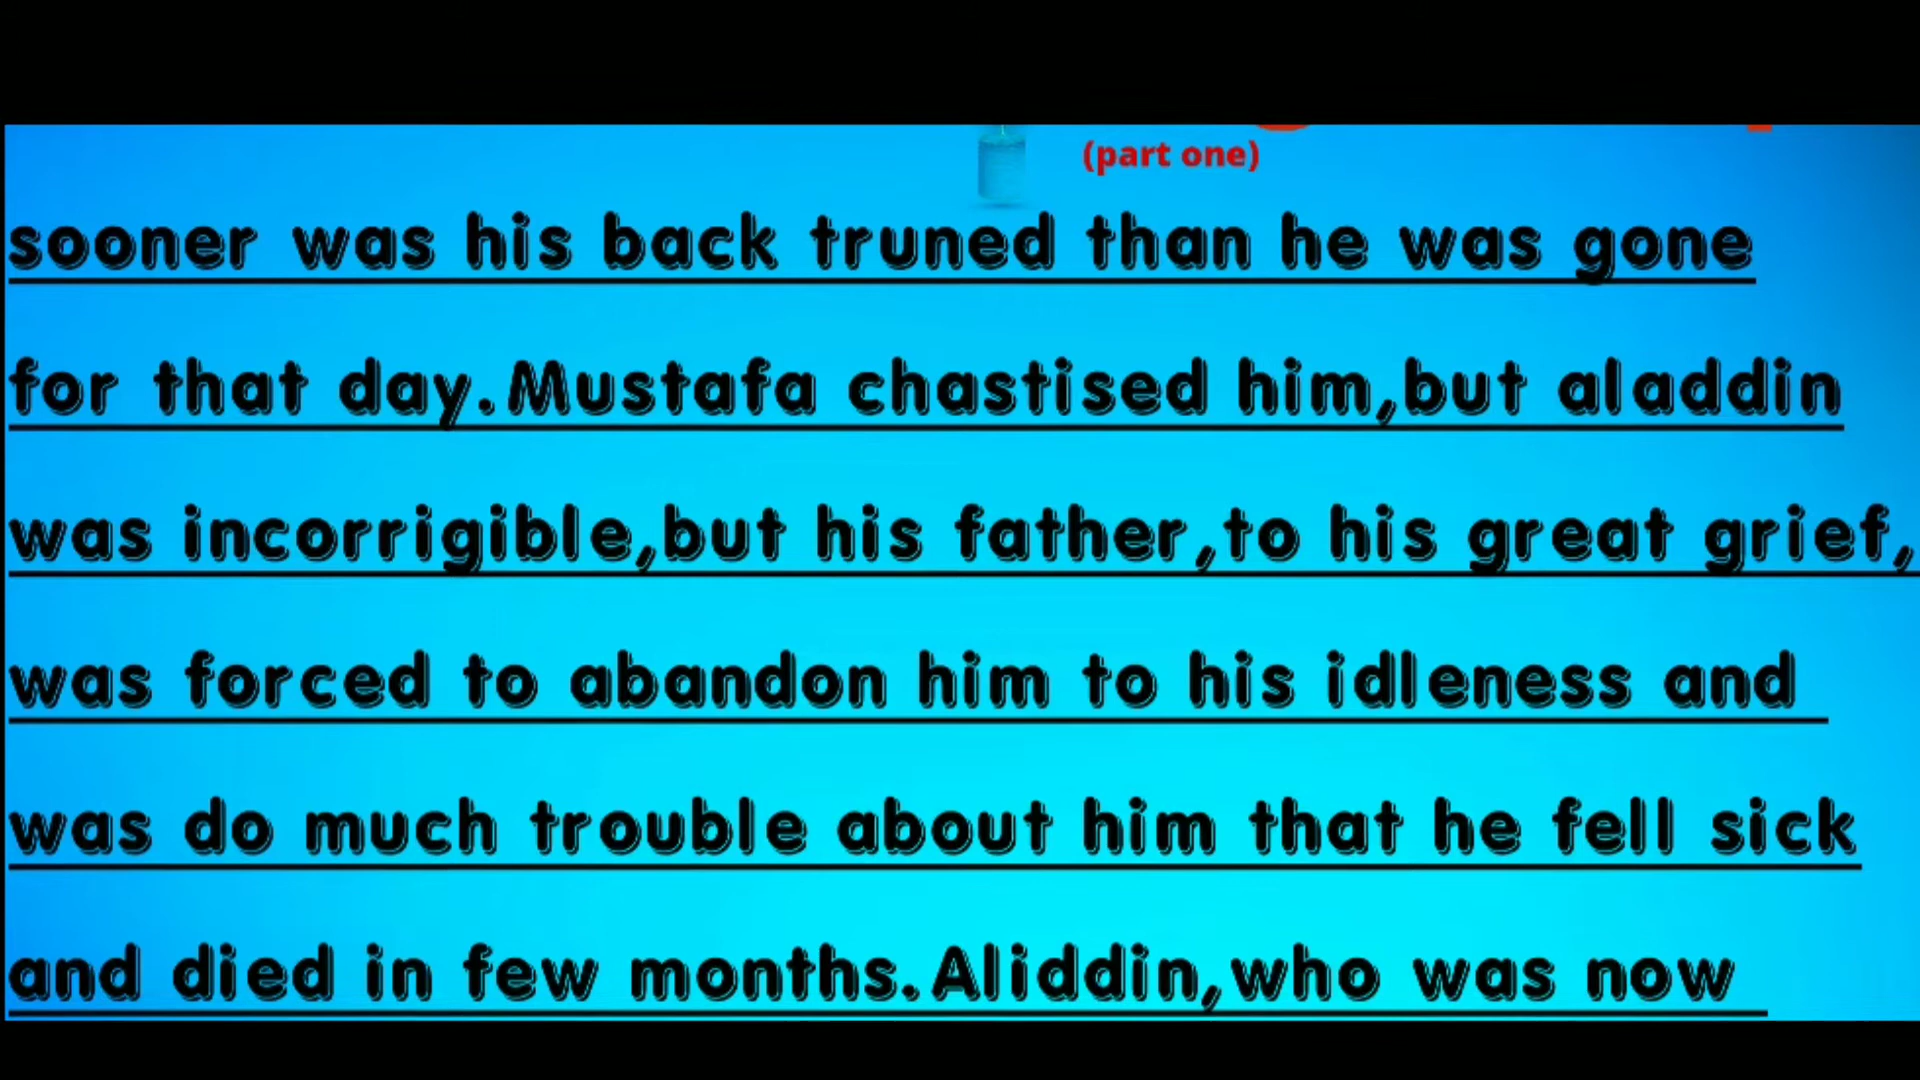 (part one)
sooner was his back truned than he was gone
for that day.Mustafa chastised him,but aladdin
was incorrigible,but his father,to his great grief,
was forced to abandon him to his idleness and
was do much trouble about him that he fell sick
and died in few months.Aliddin,who was now